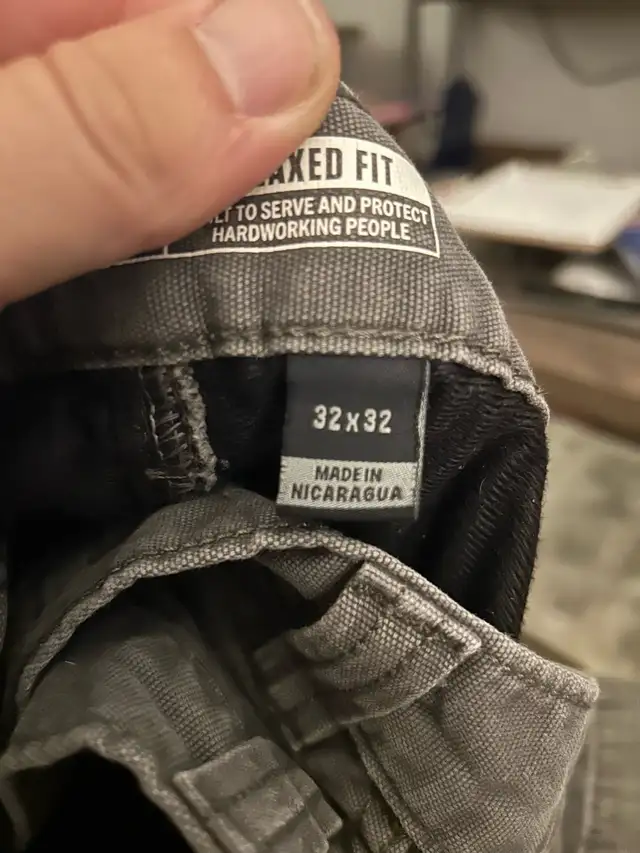 AXED FIT
LT TO SERVE AND PROTECT
HARDWORKING PEOPLE
32x32
MADE IN
NICARAGUA